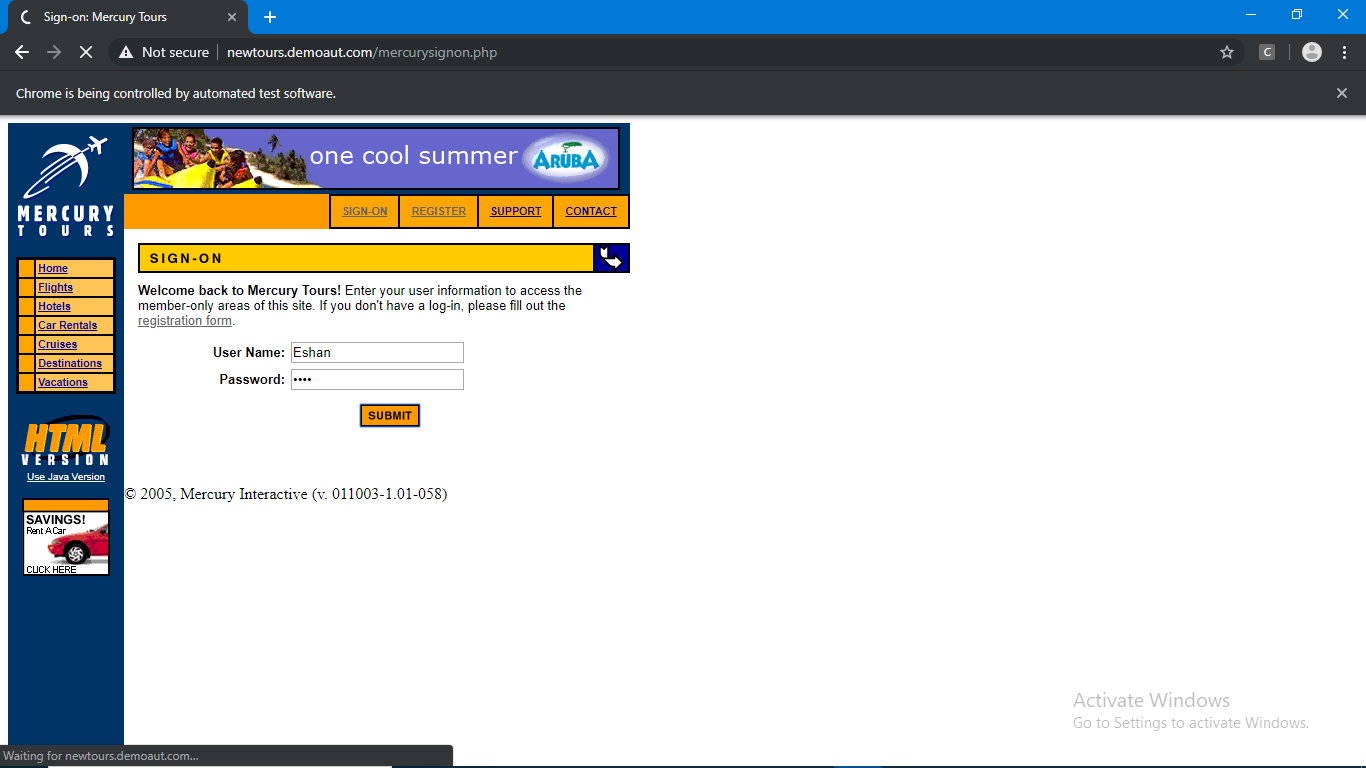 Sign-on: Mercury Tours
Not secure newtours.demoaut.com/mercurysignon.php
C
Chrome is being controlled by automated test software.
MERCURY
TOURS
one cool summer ARUBA
SIGN-ON REGISTER SUPPORT CONTACT
Home
Flights
Hotels
Car Rentals
Cruises
Destinations
Vacations
HTML
VERSION
Use Java Version
SAVINGS!
Rent A Car
CLICK HERE
SIGN-ON
Welcome back to Mercury Tours! Enter your user information to access the
member-only areas of this site. If you don't have a log-in, please fill out the
registration form.
User Name: Eshan
Password: ••••
SUBMIT
© 2005, Mercury Interactive (v. 011003-1.01-058)
Activate Windows
Go to Settings to activate Windows.
Waiting for newtours.demoaut.com...